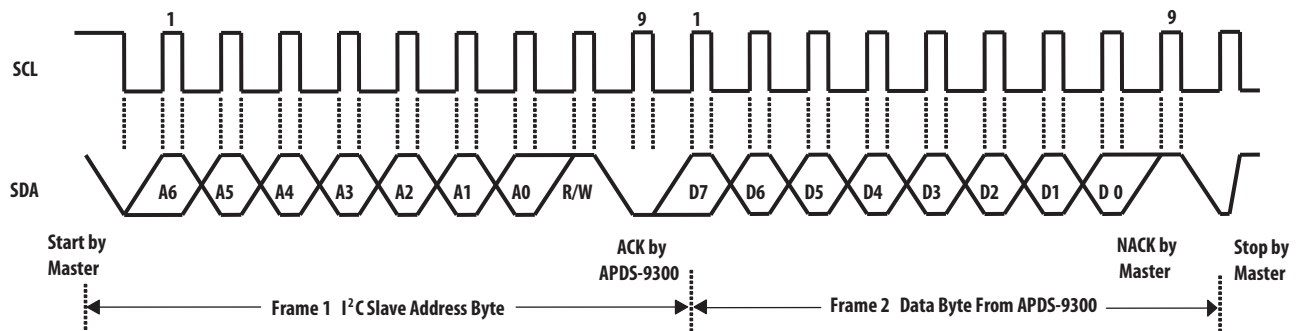 1 9 1 9
SCL
SDA A6 A5 A4 A3 A2 A1 A0 R/W D7 D6 D5 D4 D3 D2 D1 D 0
Start by
Master
ACK by
APDS-9300
NACK by
Master
Stop by
Master
Frame 1 I²C Slave Address Byte
Frame 2 Data Byte From APDS-9300